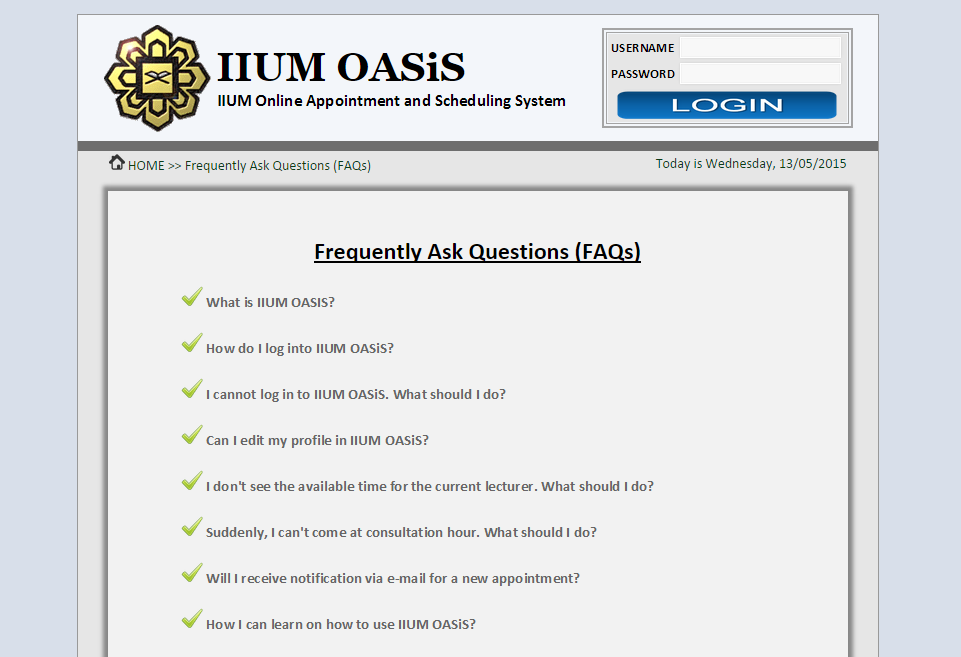 IIUM OASiS
IIUM Online Appointment and Scheduling System
USERNAME
PASSWORD
LOGIN
HOME >> Frequently Ask Questions (FAQs)
Today is Wednesday, 13/05/2015
Frequently Ask Questions (FAQs)
What is IIUM OASIS?
How do I log into IIUM OASiS?
I cannot log in to IIUM OASiS. What should I do?
Can I edit my profile in IIUM OASiS?
I don't see the available time for the current lecturer. What should I do?
Suddenly, I can't come at consultation hour. What should I do?
Will I receive notification via e-mail for a new appointment?
How I can learn on how to use IIUM OASiS?